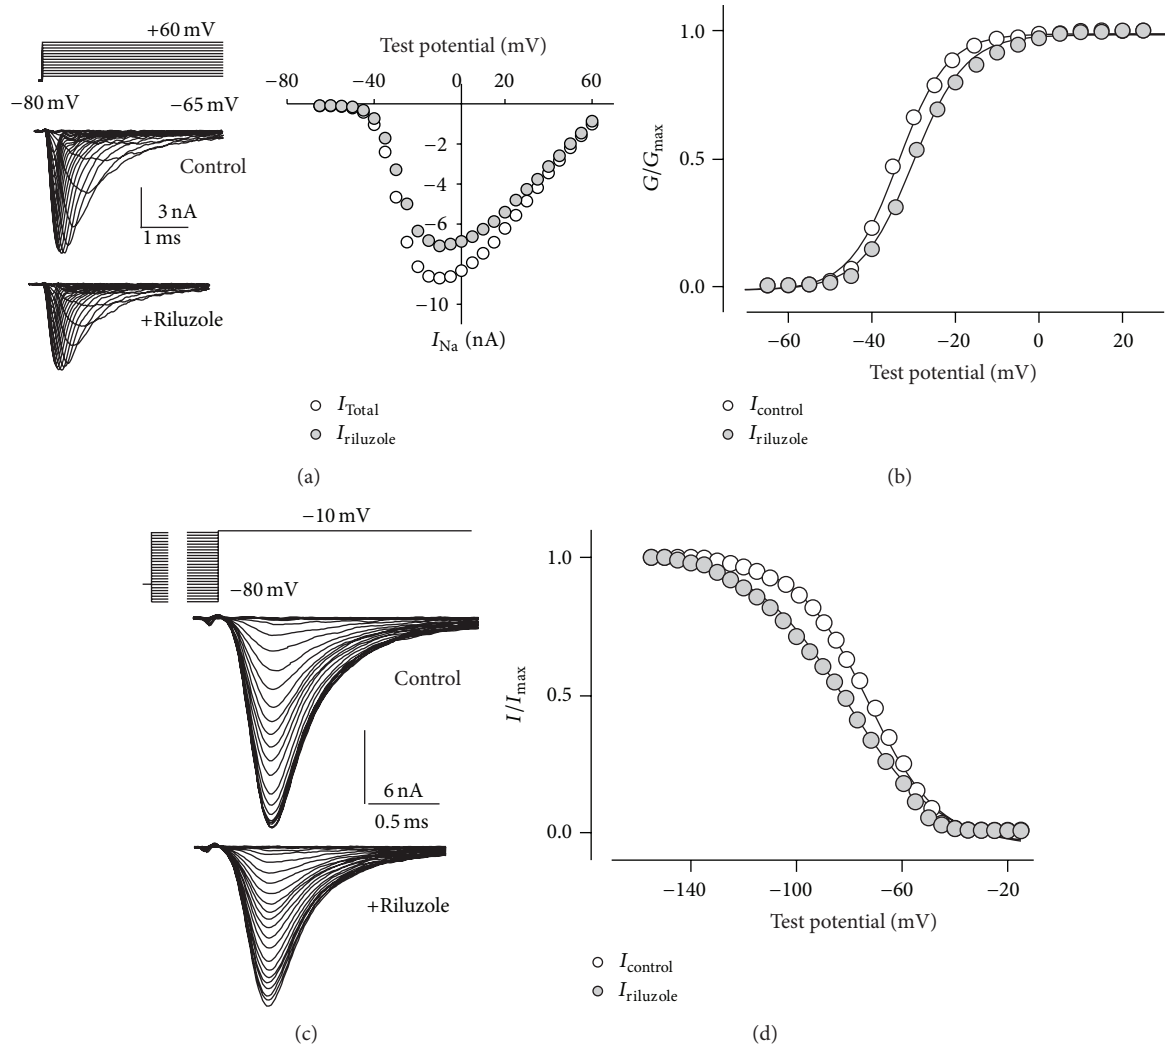 +60 mV
−80 mV
−65 mV
Control
3 nA
1 ms
+Riluzole
Test potential (mV)
−80
−40
0
20
60
−2
−4
−6
−10
I_Na (nA)
I_Total
I_riluzole
(a)
1.0
0.5
0.0
G/G_max
−60
−40
−20
0
20
Test potential (mV)
I_control
I_riluzole
(b)
−10 mV
−80 mV
Control
6 nA
0.5 ms
+Riluzole
(c)
1.0
0.5
0.0
I/I_max
−140
−100
−60
−20
Test potential (mV)
I_control
I_riluzole
(d)